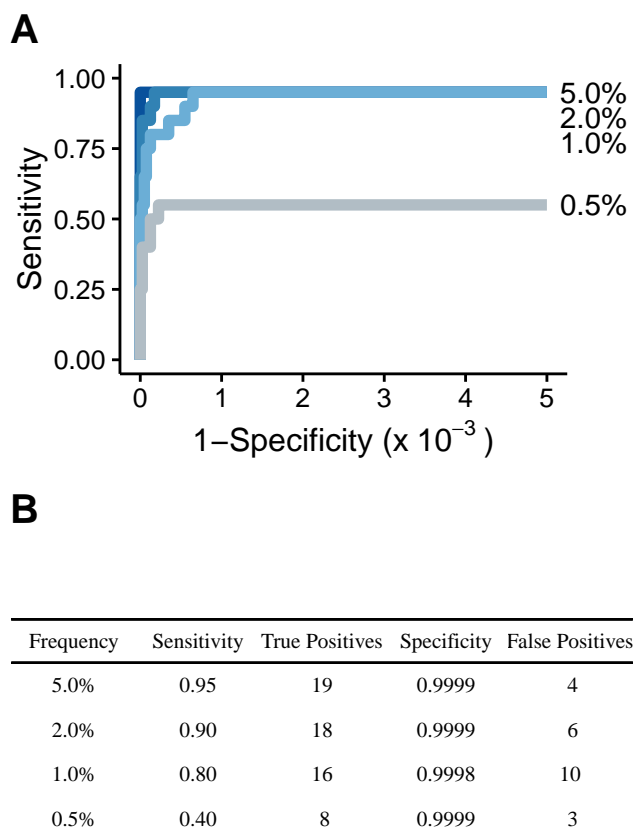 A
1.00
0.75
0.50
0.25
0.00
Sensitivity
5.0%
2.0%
1.0%
0.5%
0 1 2 3 4 5
1−Specificity (x 10⁻³ )
B
Frequency Sensitivity True Positives Specificity False Positives
5.0% 0.95 19 0.9999 4
2.0% 0.90 18 0.9999 6
1.0% 0.80 16 0.9998 10
0.5% 0.40 8 0.9999 3